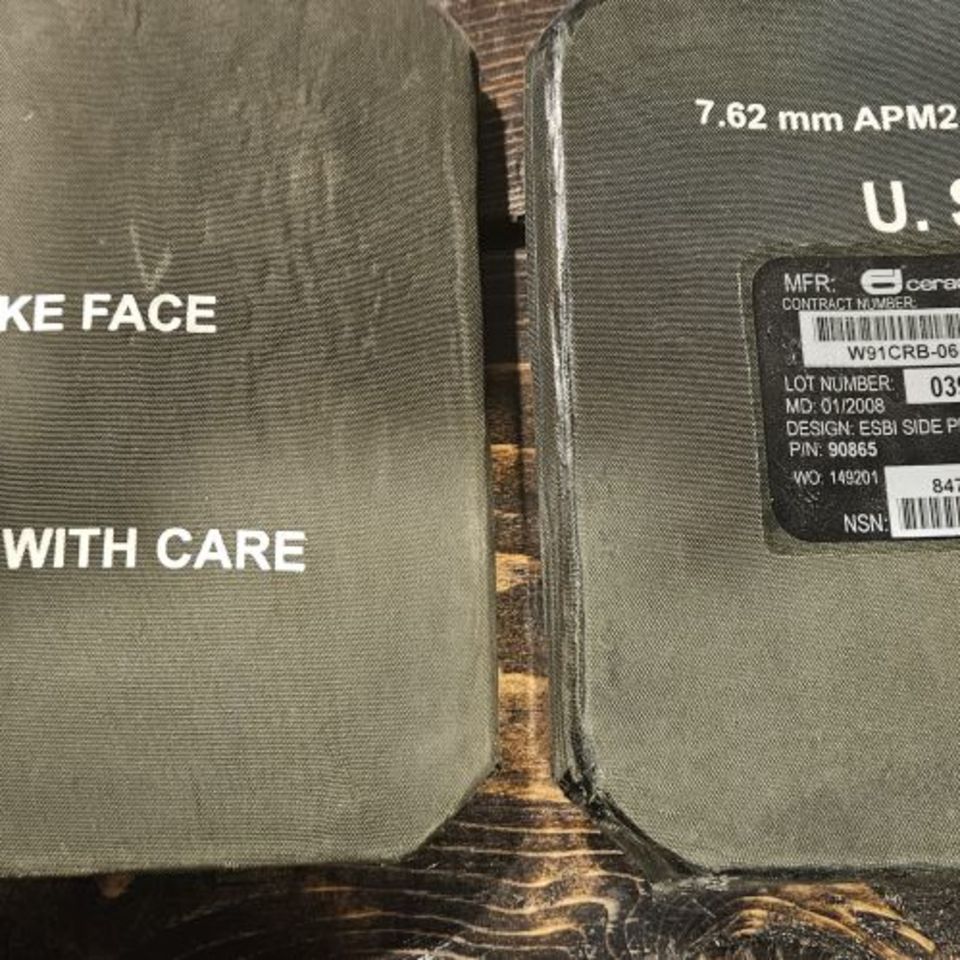 KE FACE
WITH CARE
7.62 mm APM2
U. S
MFR: cerac
CONTRACT NUMBER:
W91CRB-06
LOT NUMBER: 039
MD: 01/2008
DESIGN: ESBI SIDE P
P/N: 90865
WO: 149201
847
NSN: